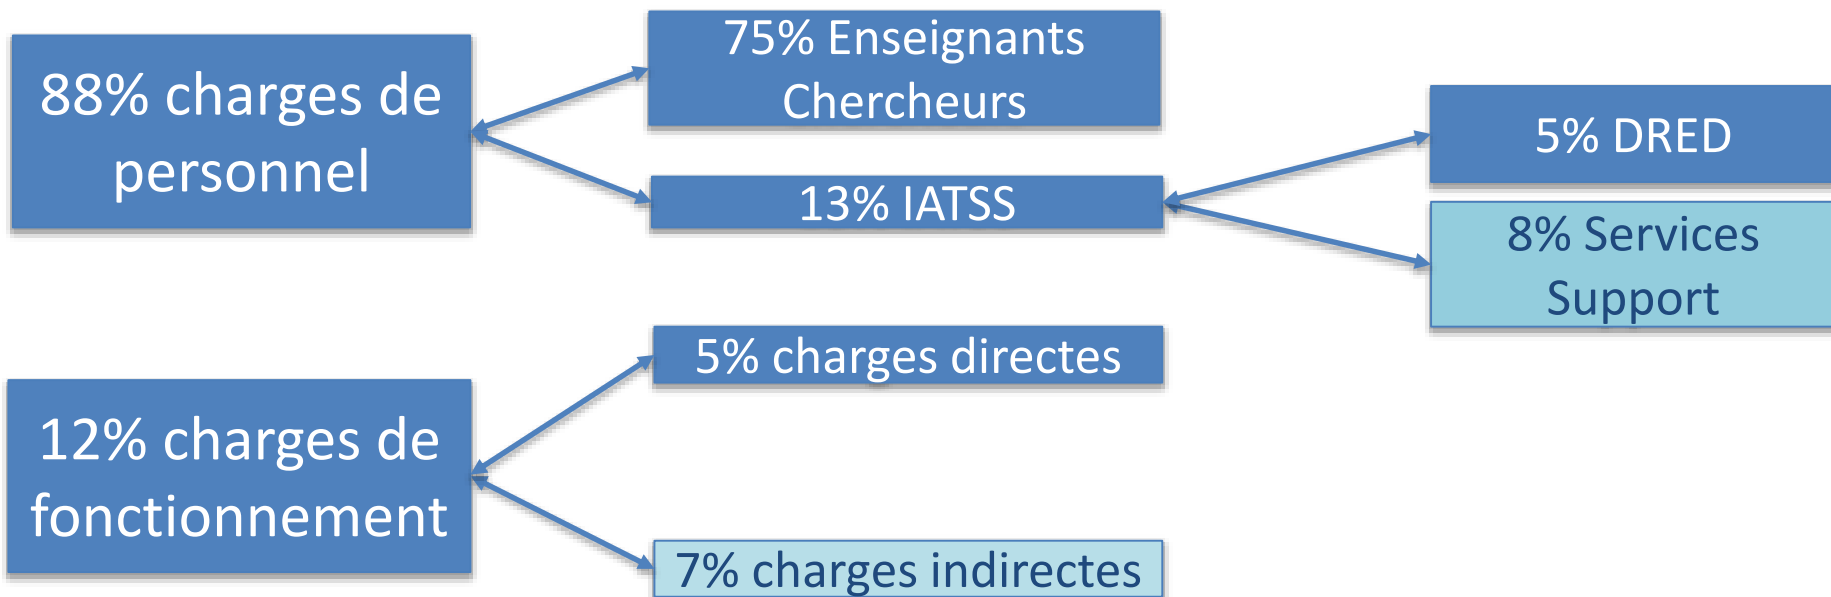 88% charges de
personnel
75% Enseignants
Chercheurs
13% IATSS
5% DRED
8% Services
Support
12% charges de
fonctionnement
5% charges directes
7% charges indirectes